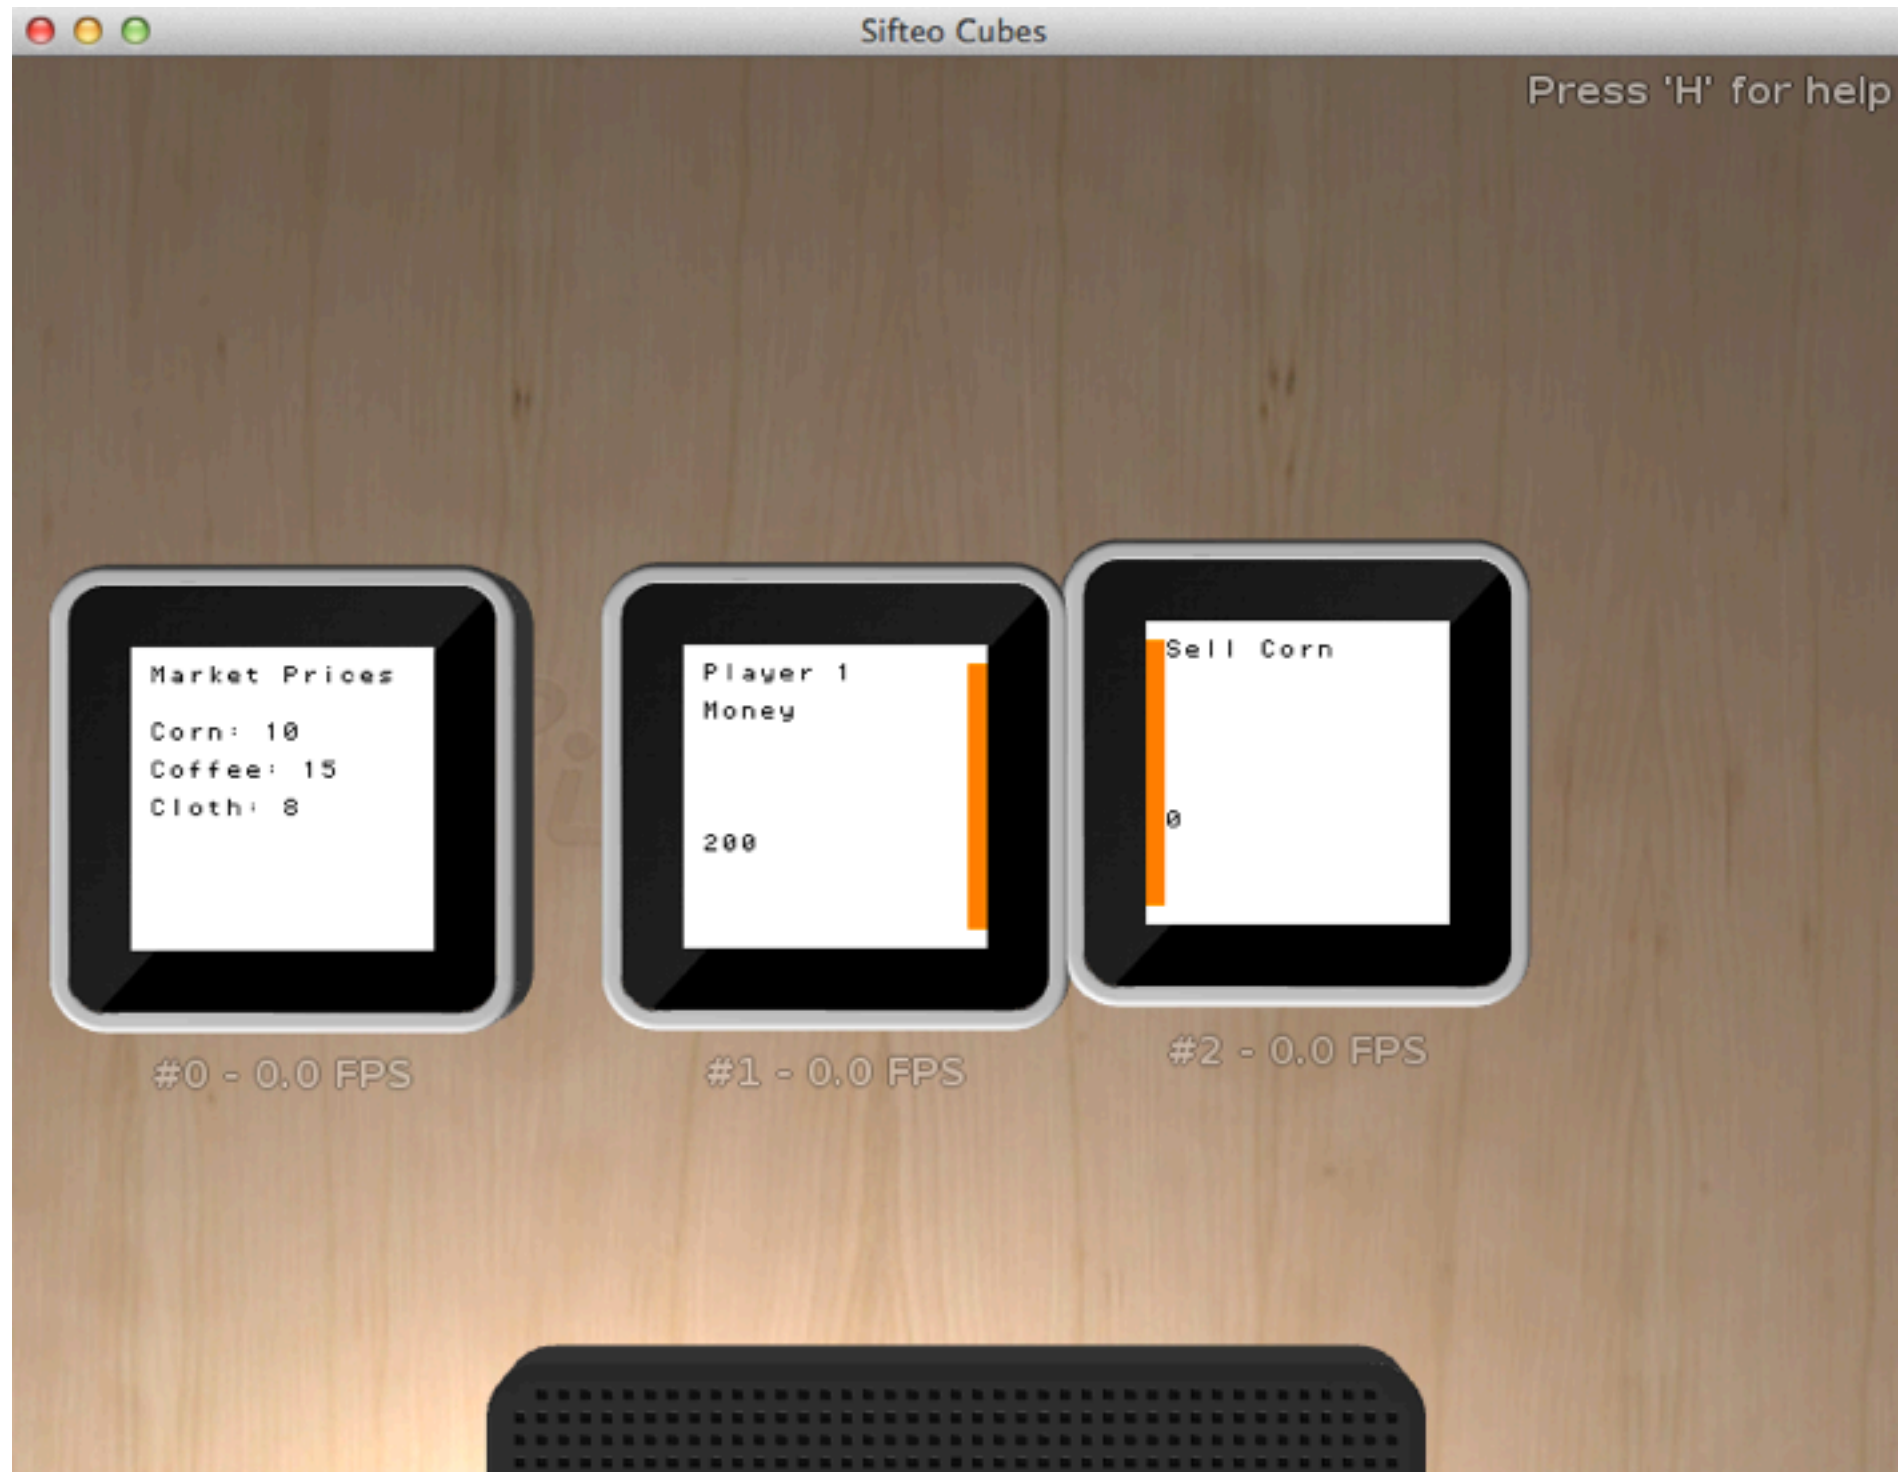 Sifteo Cubes
Press 'H' for help
Market Prices
Corn: 10
Coffee: 15
Cloth: 8
#0 - 0.0 FPS
Player 1
Money
200
#1 - 0.0 FPS
Sell Corn
0
#2 - 0.0 FPS